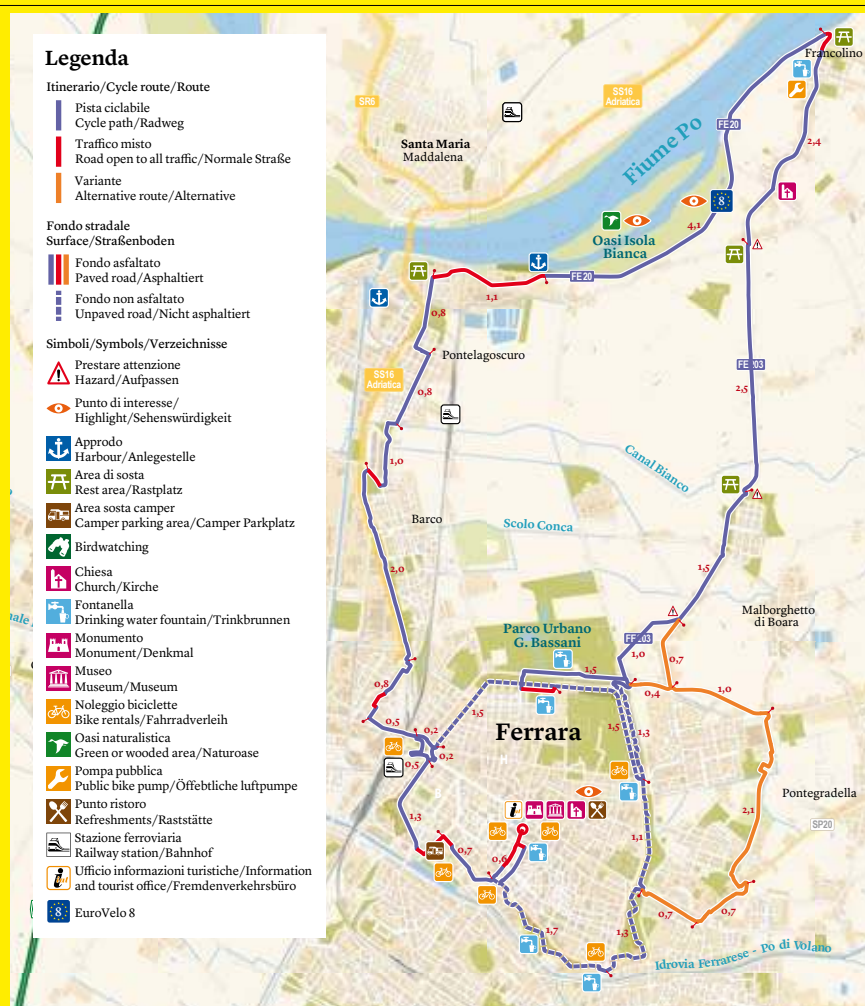 Legenda
Itinerario/Cycle route/Route
Pista ciclabile
Cycle path/Radweg
Traffico misto
Road open to all traffic/Normale Straße
Variante
Alternative route/Alternative
Fondo stradale
Surface/Straßenboden
Fondo asfaltato
Paved road/Asphaltiert
Fondo non asfaltato
Unpaved road/Nicht asphaltiert
Simboli/Symbols/Verzeichnisse
Prestare attenzione
Hazard/Aufpassen
Punto di interesse/
Highlight/Sehenswürdigkeit
Approdo
Harbour/Anlegestelle
Area di sosta
Rest area/Rastplatz
Area sosta camper
Camper parking area/Camper Parkplatz
Birdwatching
Chiesa
Church/Kirche
Fontanella
Drinking water fountain/Trinkbrunnen
Monumento
Monument/Denkmal
Museo
Museum/Museum
Noleggio biciclette
Bike rentals/Fahrradverleih
Oasi naturalistica
Green or wooded area/Naturoase
Pompa pubblica
Public bike pump/Öffebtliche luftpumpe
Punto ristoro
Refreshments/Raststätte
Stazione ferroviaria
Railway station/Bahnhof
Ufficio informazioni turistiche/Information
and tourist office/Fremdenverkehrsbüro
8
EuroVelo 8
Francolino
SR6
SS16
Adriatica
Santa Maria
Maddalena
Fiume Po
FE20
2,4
8
4,1
Oasi Isola
Bianca
FE20
1,1
0,8
Pontelagoscuro
SS16
Adriatica
0,8
FE203
2,5
1,0
Canal Bianco
Barco
Scolo Conca
2,0
1,5
Malborghetto
di Boara
Parco Urbano
G. Bassani
FE203
1,0
0,7
1,5
0,4
1,0
0,8
0,5
0,2
1,5
Ferrara
1,5
1,3
0,2
0,5
Pontegradella
1,3
2,1
SP20
0,7
0,6
1,1
0,7
0,7
1,7
1,3
Idrovia Ferrarese - Po di Volano